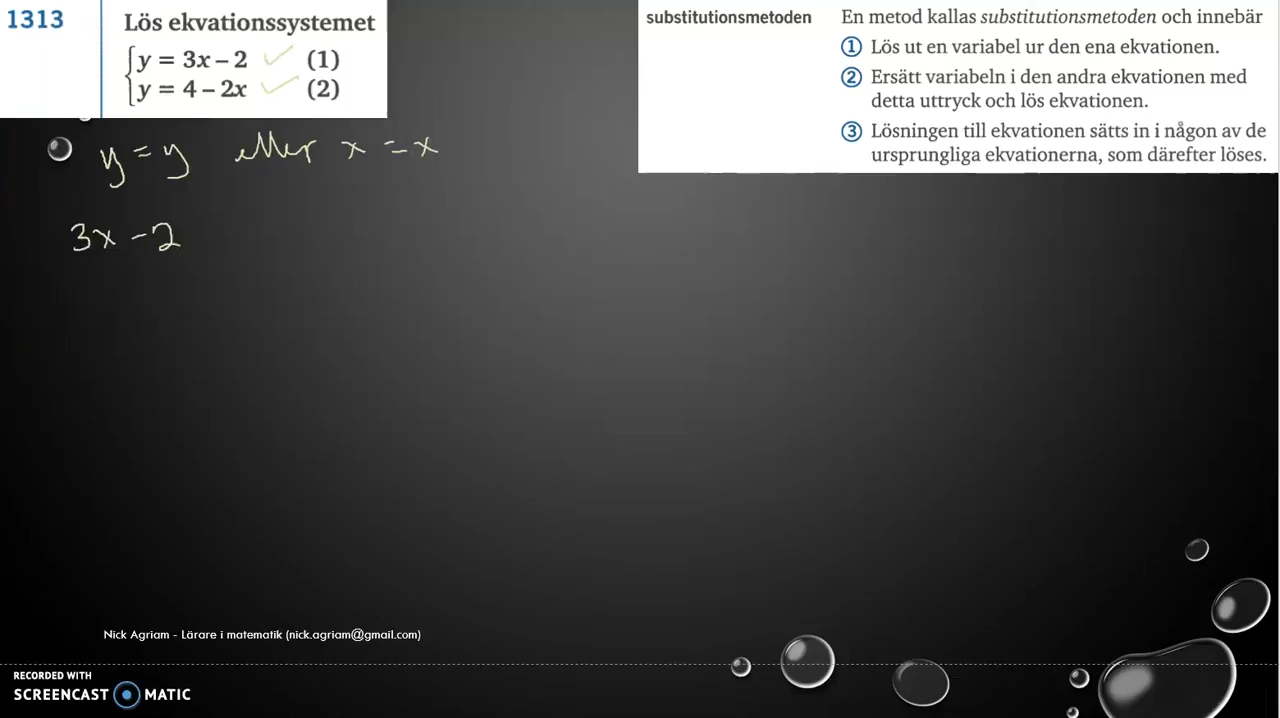 1313
Lös ekvationssystemet
y = 3x – 2 (1)
y = 4 – 2x (2)
substitutionsmetoden
En metod kallas substitutionsmetoden och innebär
① Lös ut en variabel ur den ena ekvationen.
② Ersätt variabeln i den andra ekvationen med
detta uttryck och lös ekvationen.
③ Lösningen till ekvationen sätts in i någon av de
ursprungliga ekvationerna, som därefter löses.
y = y eller x = x
3x – 2
Nick Agriam - Lärare i matematik (nick.agriam@gmail.com)
RECORDED WITH
SCREENCAST MATIC